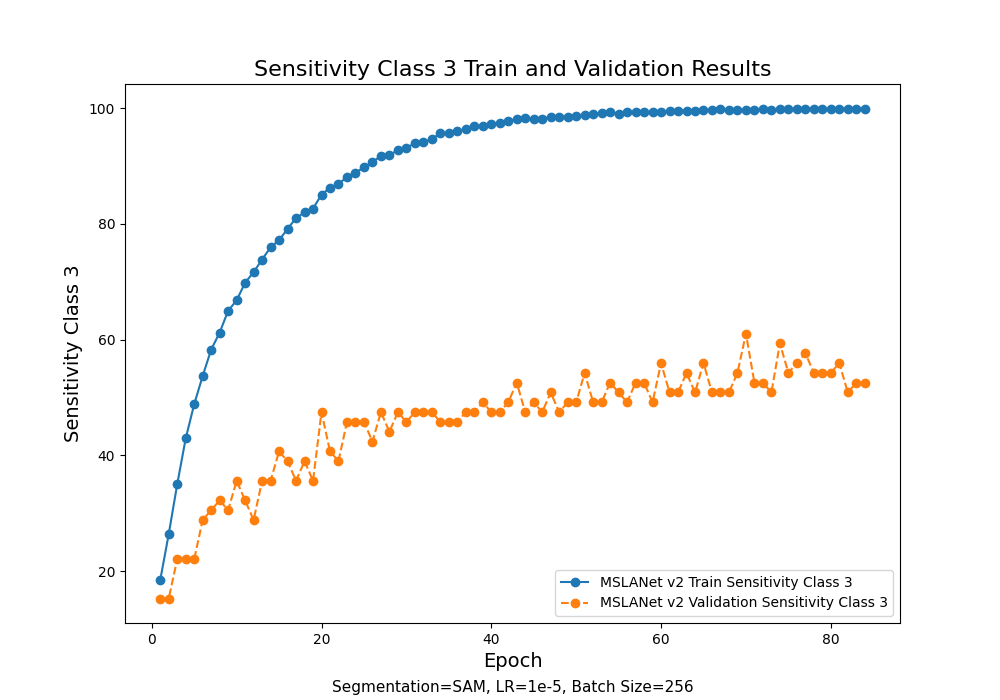 Sensitivity Class 3 Train and Validation Results
100
80
60
40
20
Sensitivity Class 3
0
20
40
60
80
Epoch
MSLANet v2 Train Sensitivity Class 3
MSLANet v2 Validation Sensitivity Class 3
Segmentation=SAM, LR=1e-5, Batch Size=256